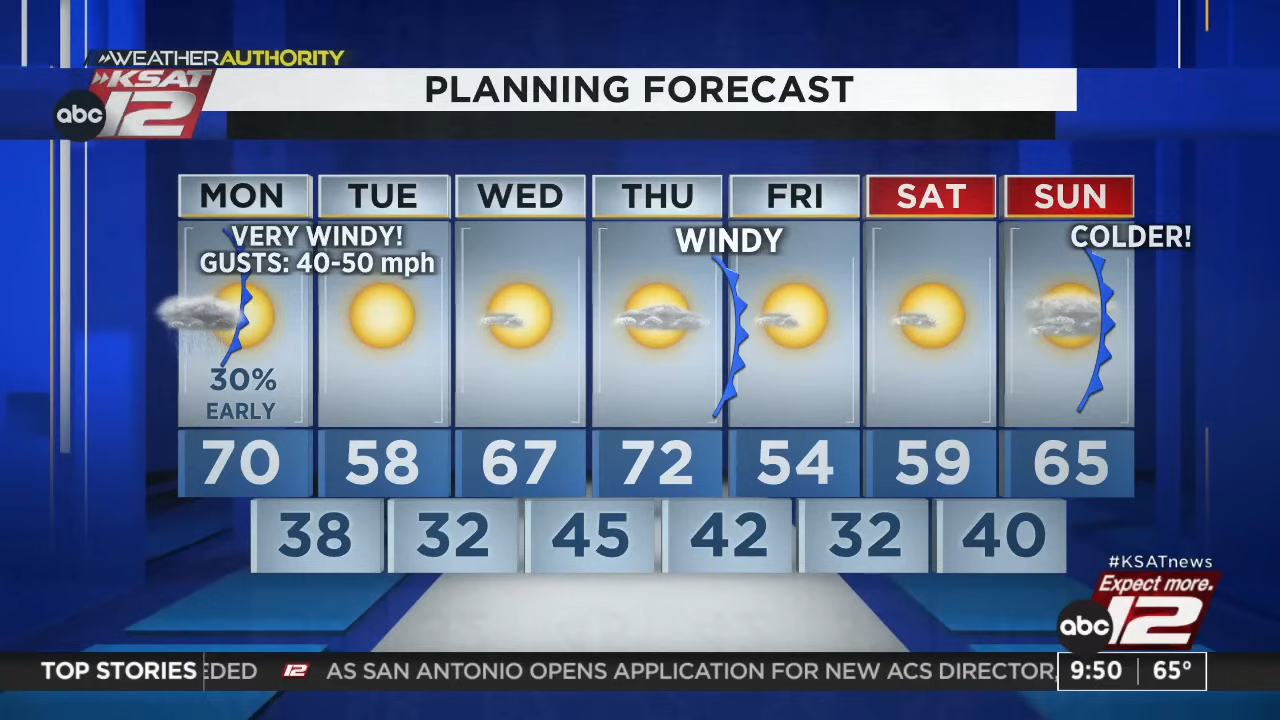 WEATHERAUTHORITY
KSAT
abc 12
PLANNING FORECAST
MON TUE WED THU FRI SAT SUN
VERY WINDY!
GUSTS: 40-50 mph
WINDY
COLDER!
30%
EARLY
70 58 67 72 54 59 65
38 32 45 42 32 40
#KSATnews
Expect more.
abc 12
TOP STORIES EDED 12 AS SAN ANTONIO OPENS APPLICATION FOR NEW ACS DIRECTOR, 9:50 65°